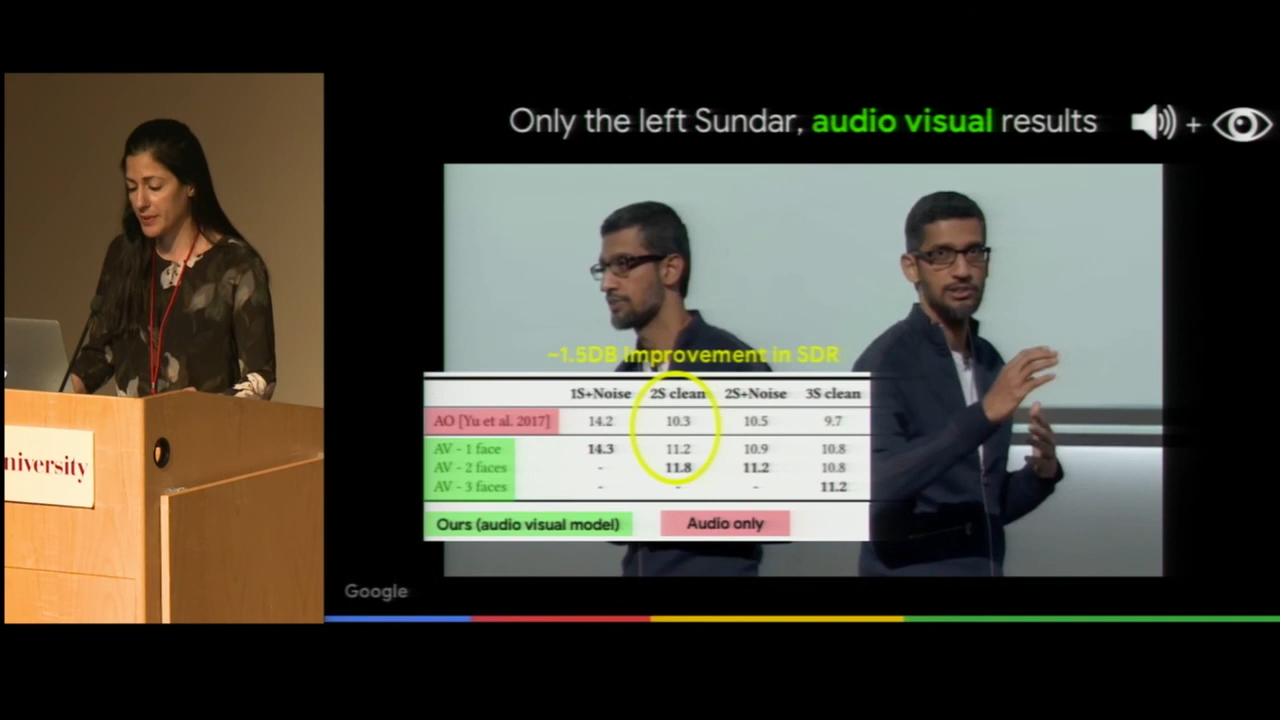 Only the left Sundar, audio visual results +
~1.5DB improvement in SDR
1S+Noise 2S clean 2S+Noise 3S clean
AO [Yu et al. 2017] 14.2 10.3 10.5 9.7
AV - 1 face 14.3 11.2 10.9 10.8
AV - 2 faces - 11.8 11.2 10.8
AV - 3 faces - - - 11.2
Ours (audio visual model) Audio only
niversity
Google